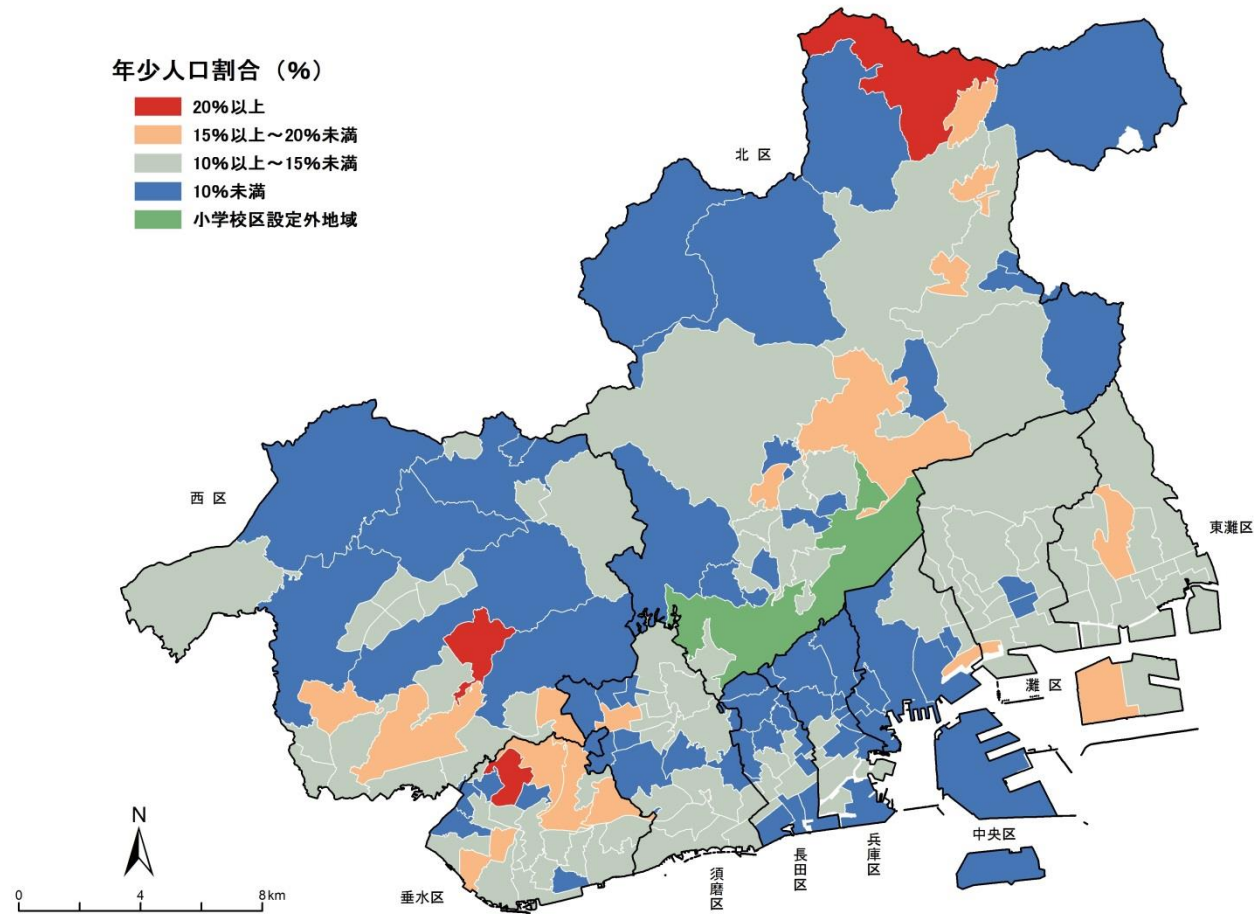 年少人口割合（%）
20%以上
15%以上～20%未満
10%以上～15%未満
10%未満
小学校区設定外地域
北区
西区
東灘区
灘区
中央区
兵庫区
長田区
須磨区
垂水区
N
0 4 8km